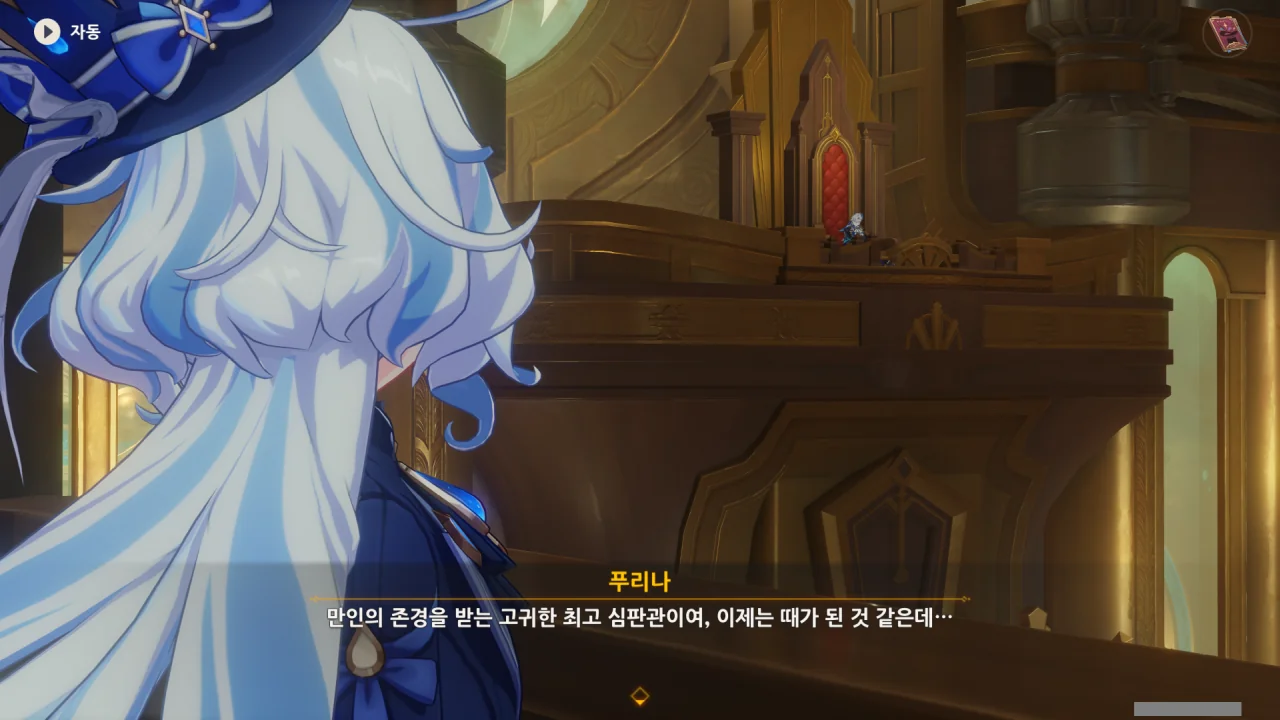 자동
푸리나
만인의 존경을 받는 고귀한 최고 심판관이여, 이제는 때가 된 것 같은데…